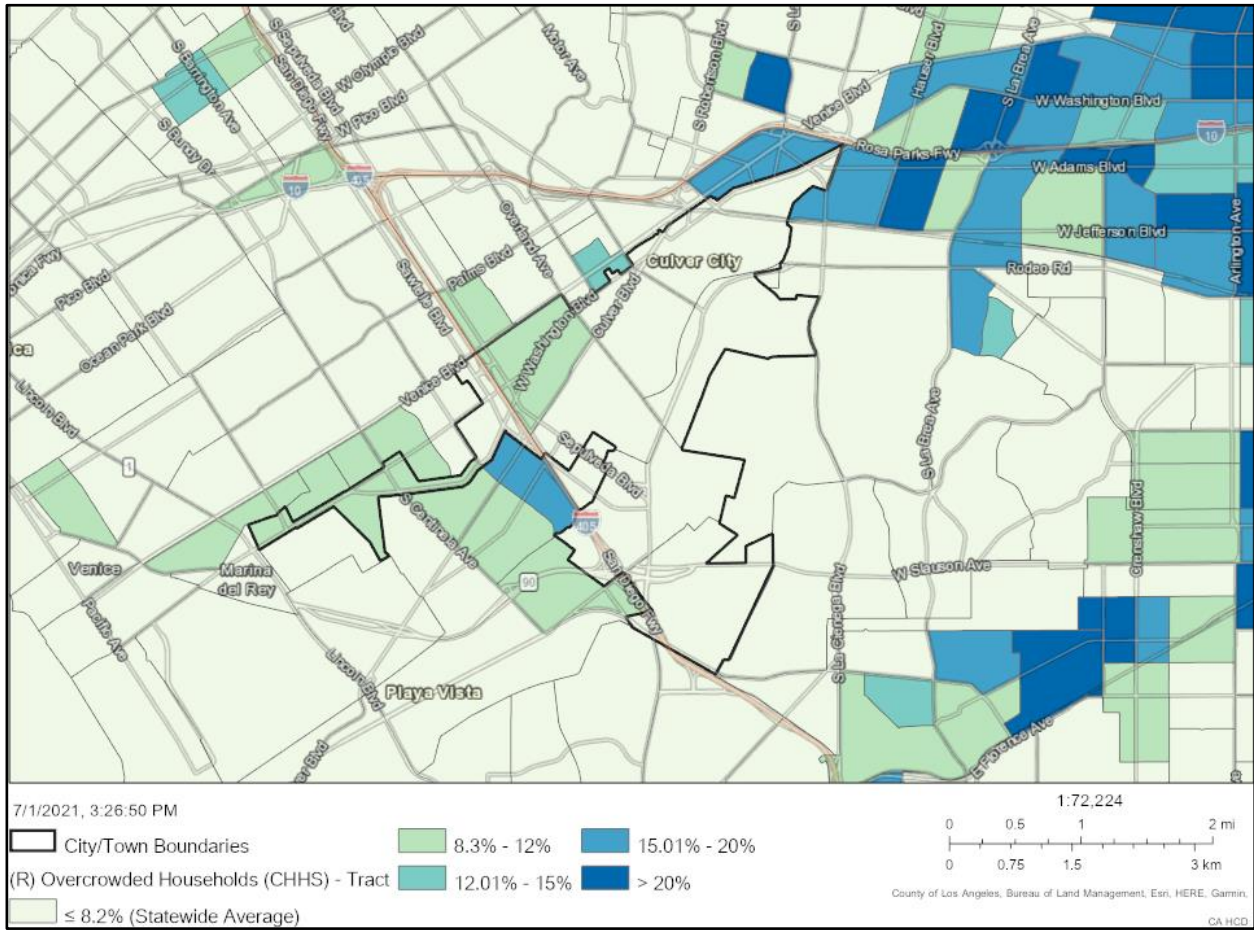 S Barrington Ave
S Sepulveda Blvd
San Diego Fwy
W Olympic Blvd
Motor Ave
S Robertson Blvd
Hauser Blvd
S La Brea Ave
W Pico Blvd
S Bundy Dr
Venice Blvd
W Washington Blvd
10
Rosa Parks Fwy
W Adams Blvd
10
405
Overland Ave
W Jefferson Blvd
Arlington Ave
Culver City
Rodeo Rd
Pico Blvd
Palms Blvd
Sawtelle Blvd
Culver Blvd
W Washington Blvd
Ocean Park Blvd
ica
Lincoln Blvd
Venice Blvd
S La Brea Ave
1
Sepulveda Blvd
Crenshaw Blvd
S Centinela Ave
405
San Diego Fwy
Venice
Marina
del Rey
90
W Slauson Ave
Pacific Ave
S La Cienega Blvd
Lincoln Blvd
Playa Vista
E Florence Ave
7/1/2021, 3:26:50 PM
City/Town Boundaries
(R) Overcrowded Households (CHHS) - Tract
≤ 8.2% (Statewide Average)
8.3% - 12%
12.01% - 15%
15.01% - 20%
> 20%
1:72,224
0 0.5 1 2 mi
0 0.75 1.5 3 km
County of Los Angeles, Bureau of Land Management, Esri, HERE, Garmin,
CA HCD